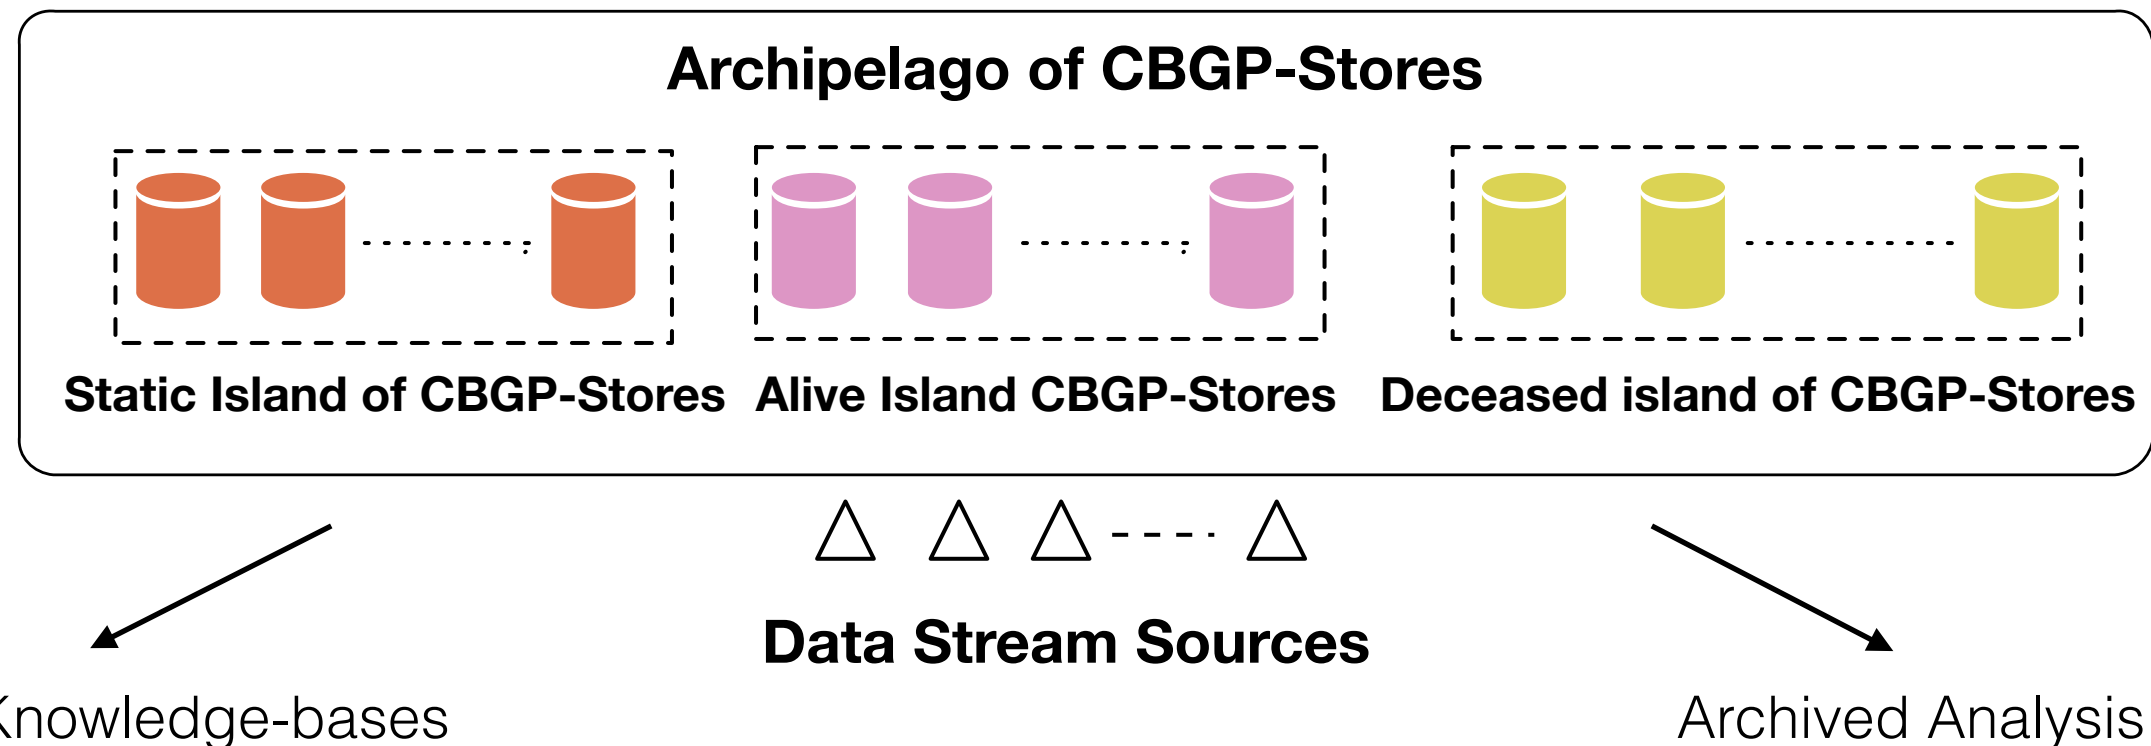 Archipelago of CBGP-Stores
Static Island of CBGP-Stores
Alive Island CBGP-Stores
Deceased island of CBGP-Stores
Data Stream Sources
Knowledge-bases
Archived Analysis